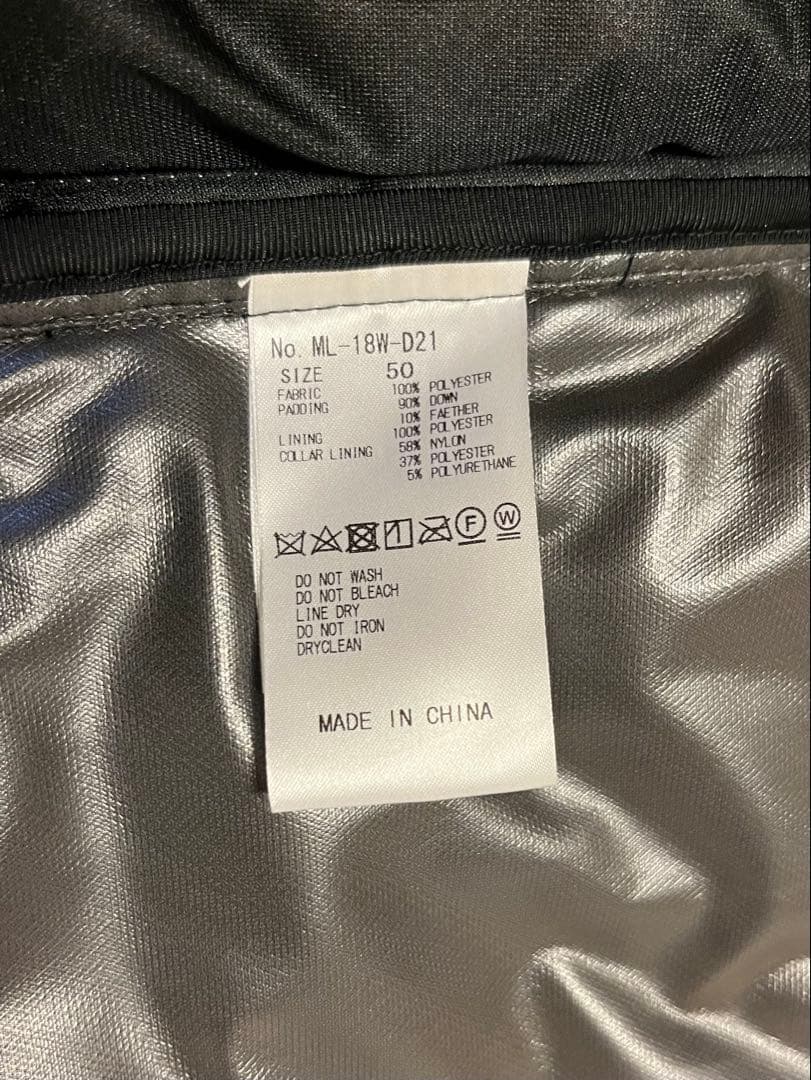 No. ML-18W-D21
SIZE 50
FABRIC 100% POLYESTER
PADDING 90% DOWN
10% FAETHER
LINING 100% POLYESTER
COLLAR LINING 58% NYLON
37% POLYESTER
5% POLYURETHANE
F W
DO NOT WASH
DO NOT BLEACH
LINE DRY
DO NOT IRON
DRYCLEAN
MADE IN CHINA